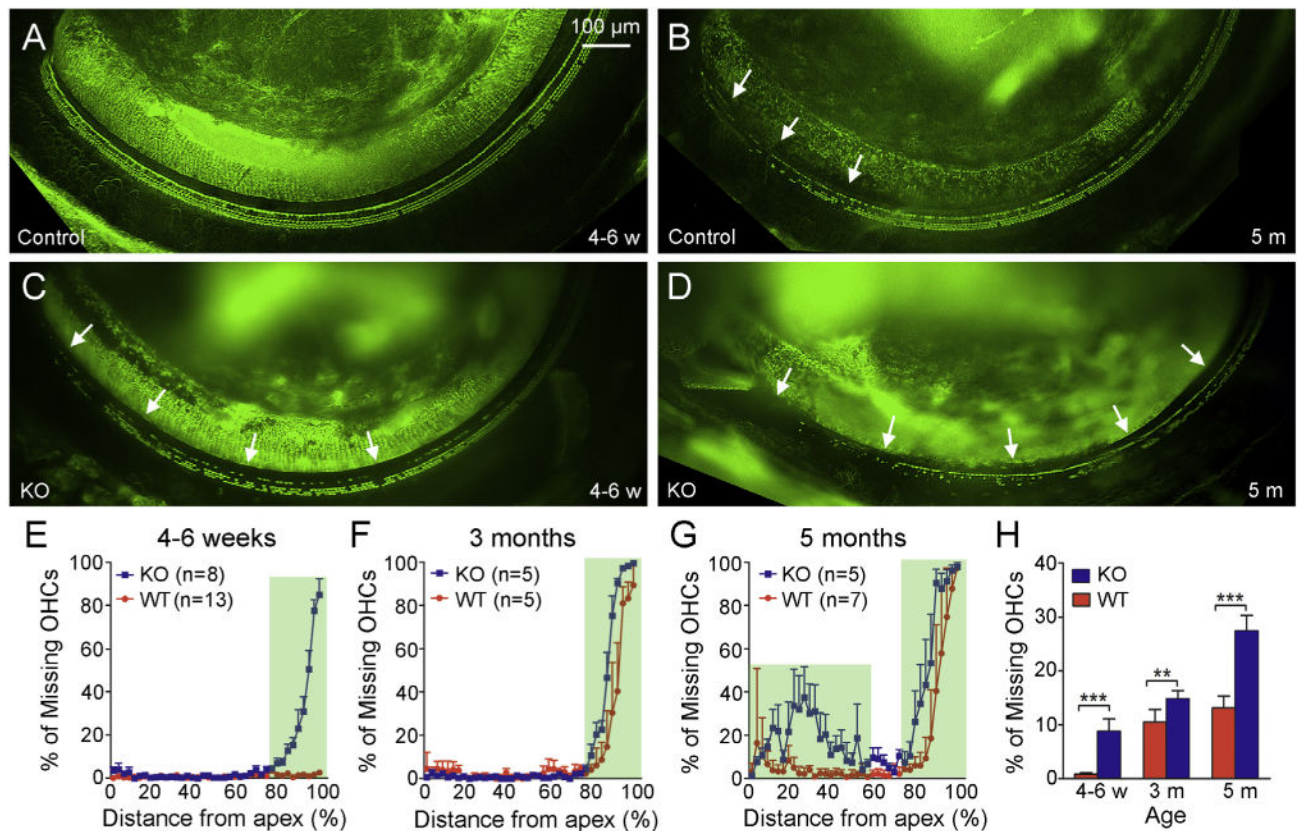 A
100 µm
Control
4-6 w
B
Control
5 m
C
KO
4-6 w
D
KO
5 m
E
4-6 weeks
% of Missing OHCs
100
80
60
40
20
0
KO (n=8)
WT (n=13)
0 20 40 60 80 100
Distance from apex (%)
F
3 months
% of Missing OHCs
100
80
60
40
20
0
KO (n=5)
WT (n=5)
0 20 40 60 80 100
Distance from apex (%)
G
5 months
% of Missing OHCs
100
80
60
40
20
0
KO (n=5)
WT (n=7)
0 20 40 60 80 100
Distance from apex (%)
H
% of Missing OHCs
40
30
20
10
0
KO
WT
***
**
***
4-6 w 3 m 5 m
Age